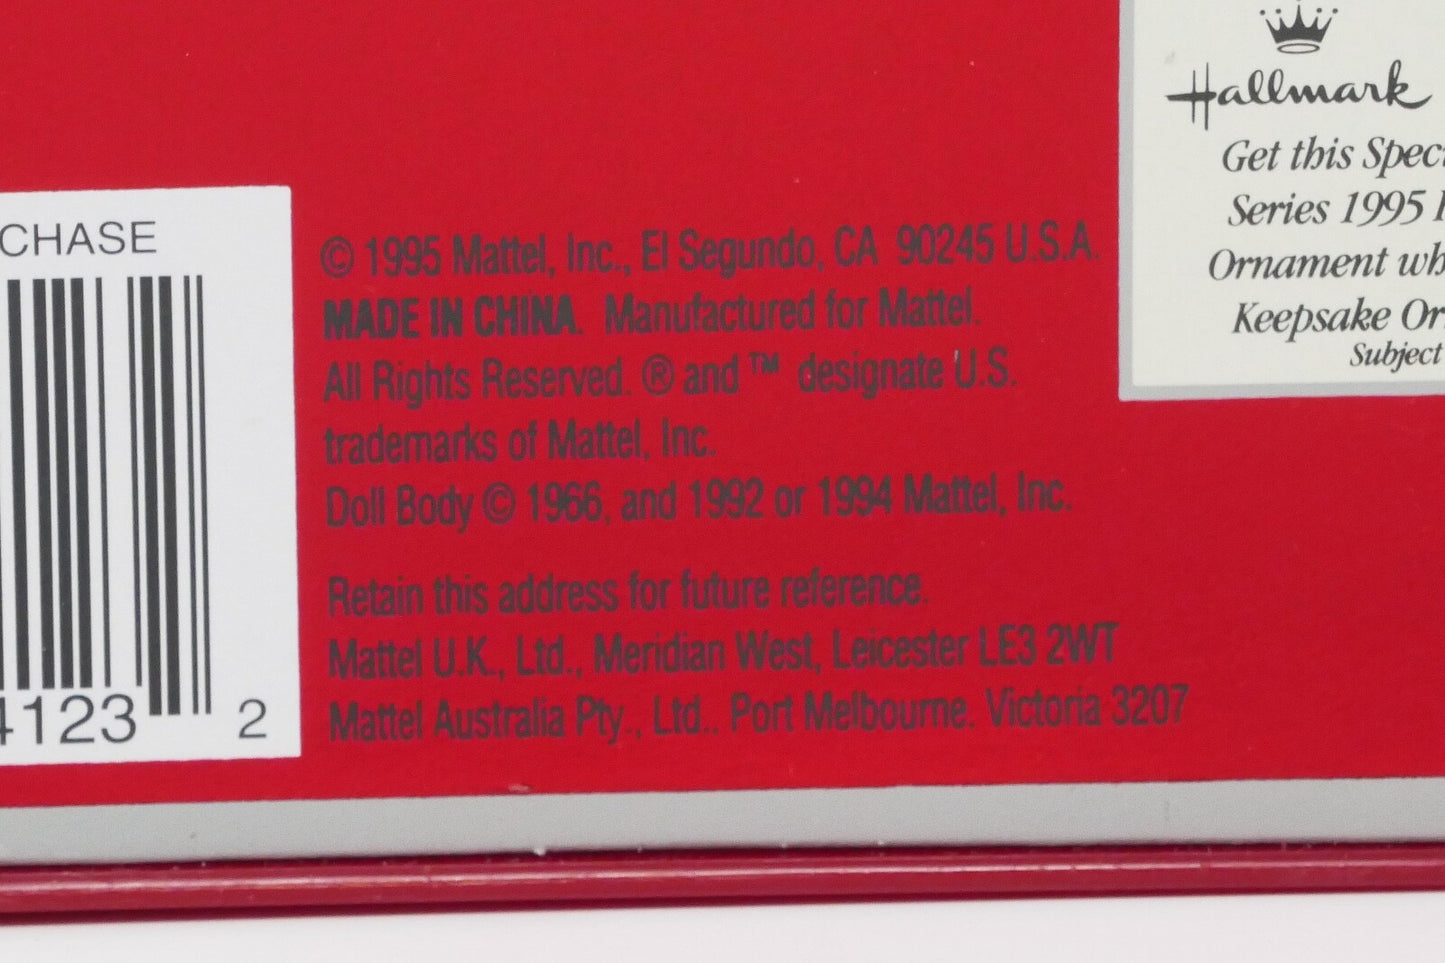 CHASE
4123 2
© 1995 Mattel, Inc., El Segundo, CA 90245 U.S.A.
MADE IN CHINA. Manufactured for Mattel.
All Rights Reserved. ® and ™ designate U.S.
trademarks of Mattel, Inc.
Doll Body © 1966, and 1992 or 1994 Mattel, Inc.
Retain this address for future reference.
Mattel U.K., Ltd., Meridian West, Leicester LE3 2WT
Mattel Australia Pty., Ltd.. Port Melbourne. Victoria 3207
Hallmark
Get this
Series 1995
Ornament
Keepsake
Subject